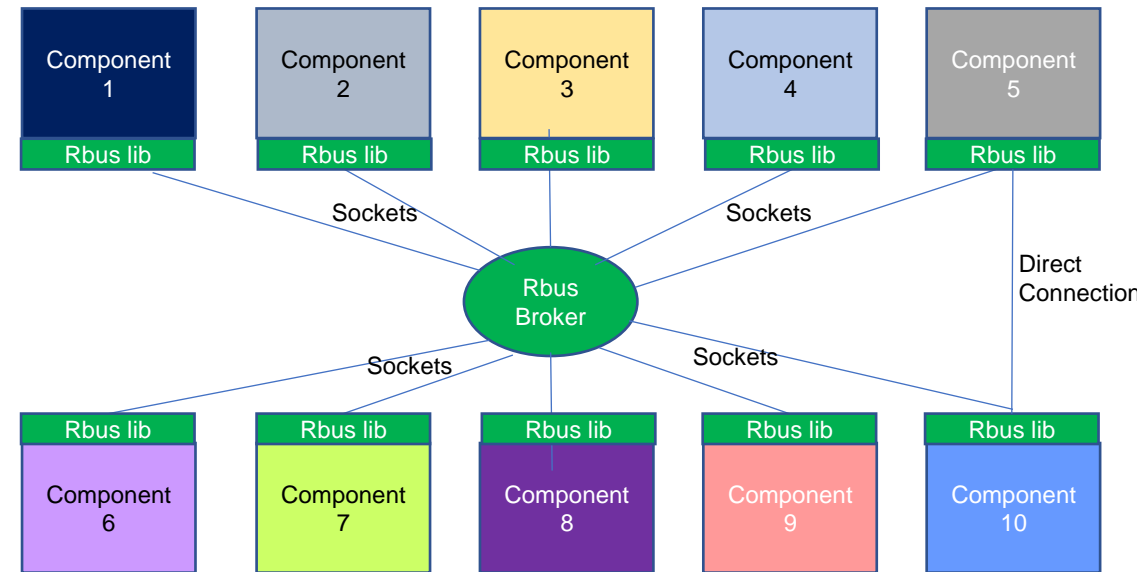 Component
1
Component
2
Component
3
Component
4
Component
5
Rbus lib
Rbus lib
Rbus lib
Rbus lib
Rbus lib
Sockets
Sockets
Direct
Connection
Rbus
Broker
Sockets
Sockets
Rbus lib
Rbus lib
Rbus lib
Rbus lib
Rbus lib
Component
6
Component
7
Component
8
Component
9
Component
10